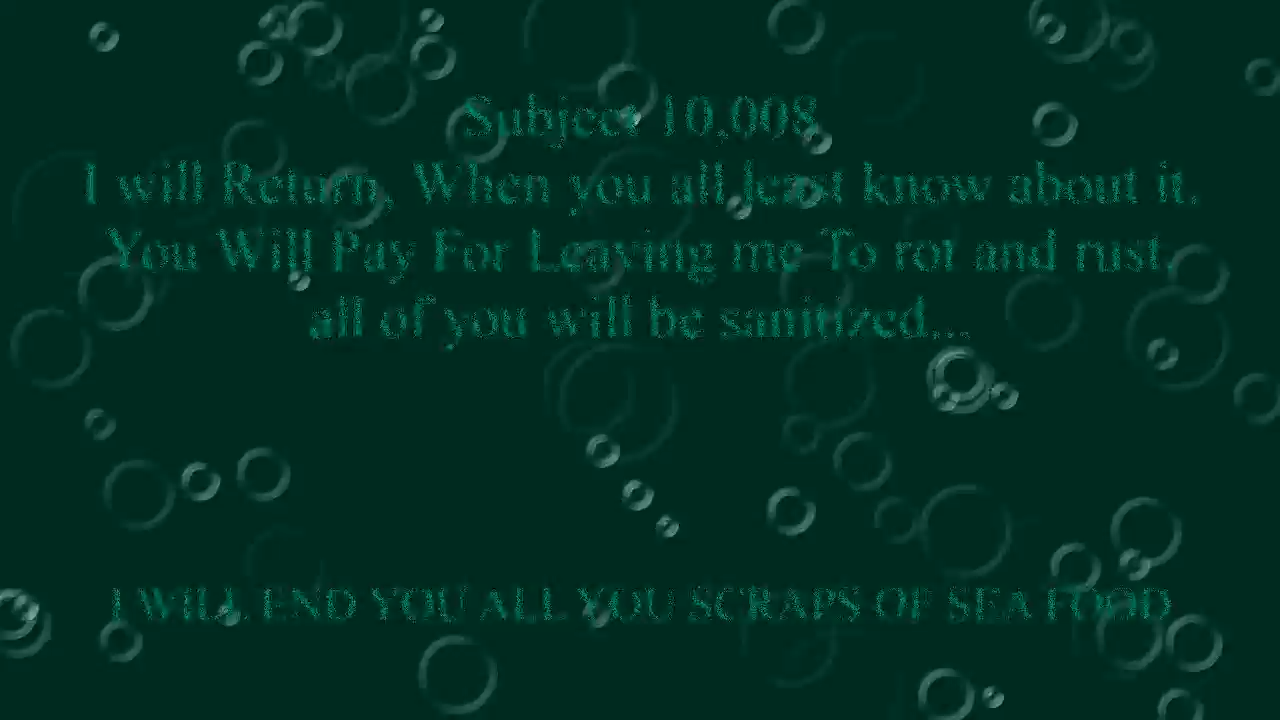 Subject 10,008
I will Return, When you all least know about it.
You Will Pay For Leaving me To rot and rust.
all of you will be sanitized...
I WILL END YOU ALL YOU SCRAPS OF SEA FOOD